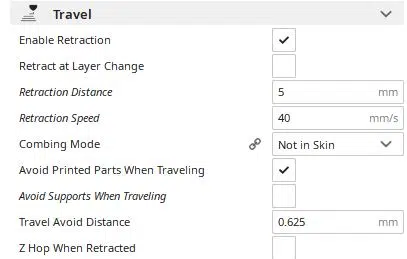 Travel
Enable Retraction
Retract at Layer Change
Retraction Distance 5 mm
Retraction Speed 40 mm/s
Combing Mode Not in Skin
Avoid Printed Parts When Traveling
Avoid Supports When Traveling
Travel Avoid Distance 0.625 mm
Z Hop When Retracted